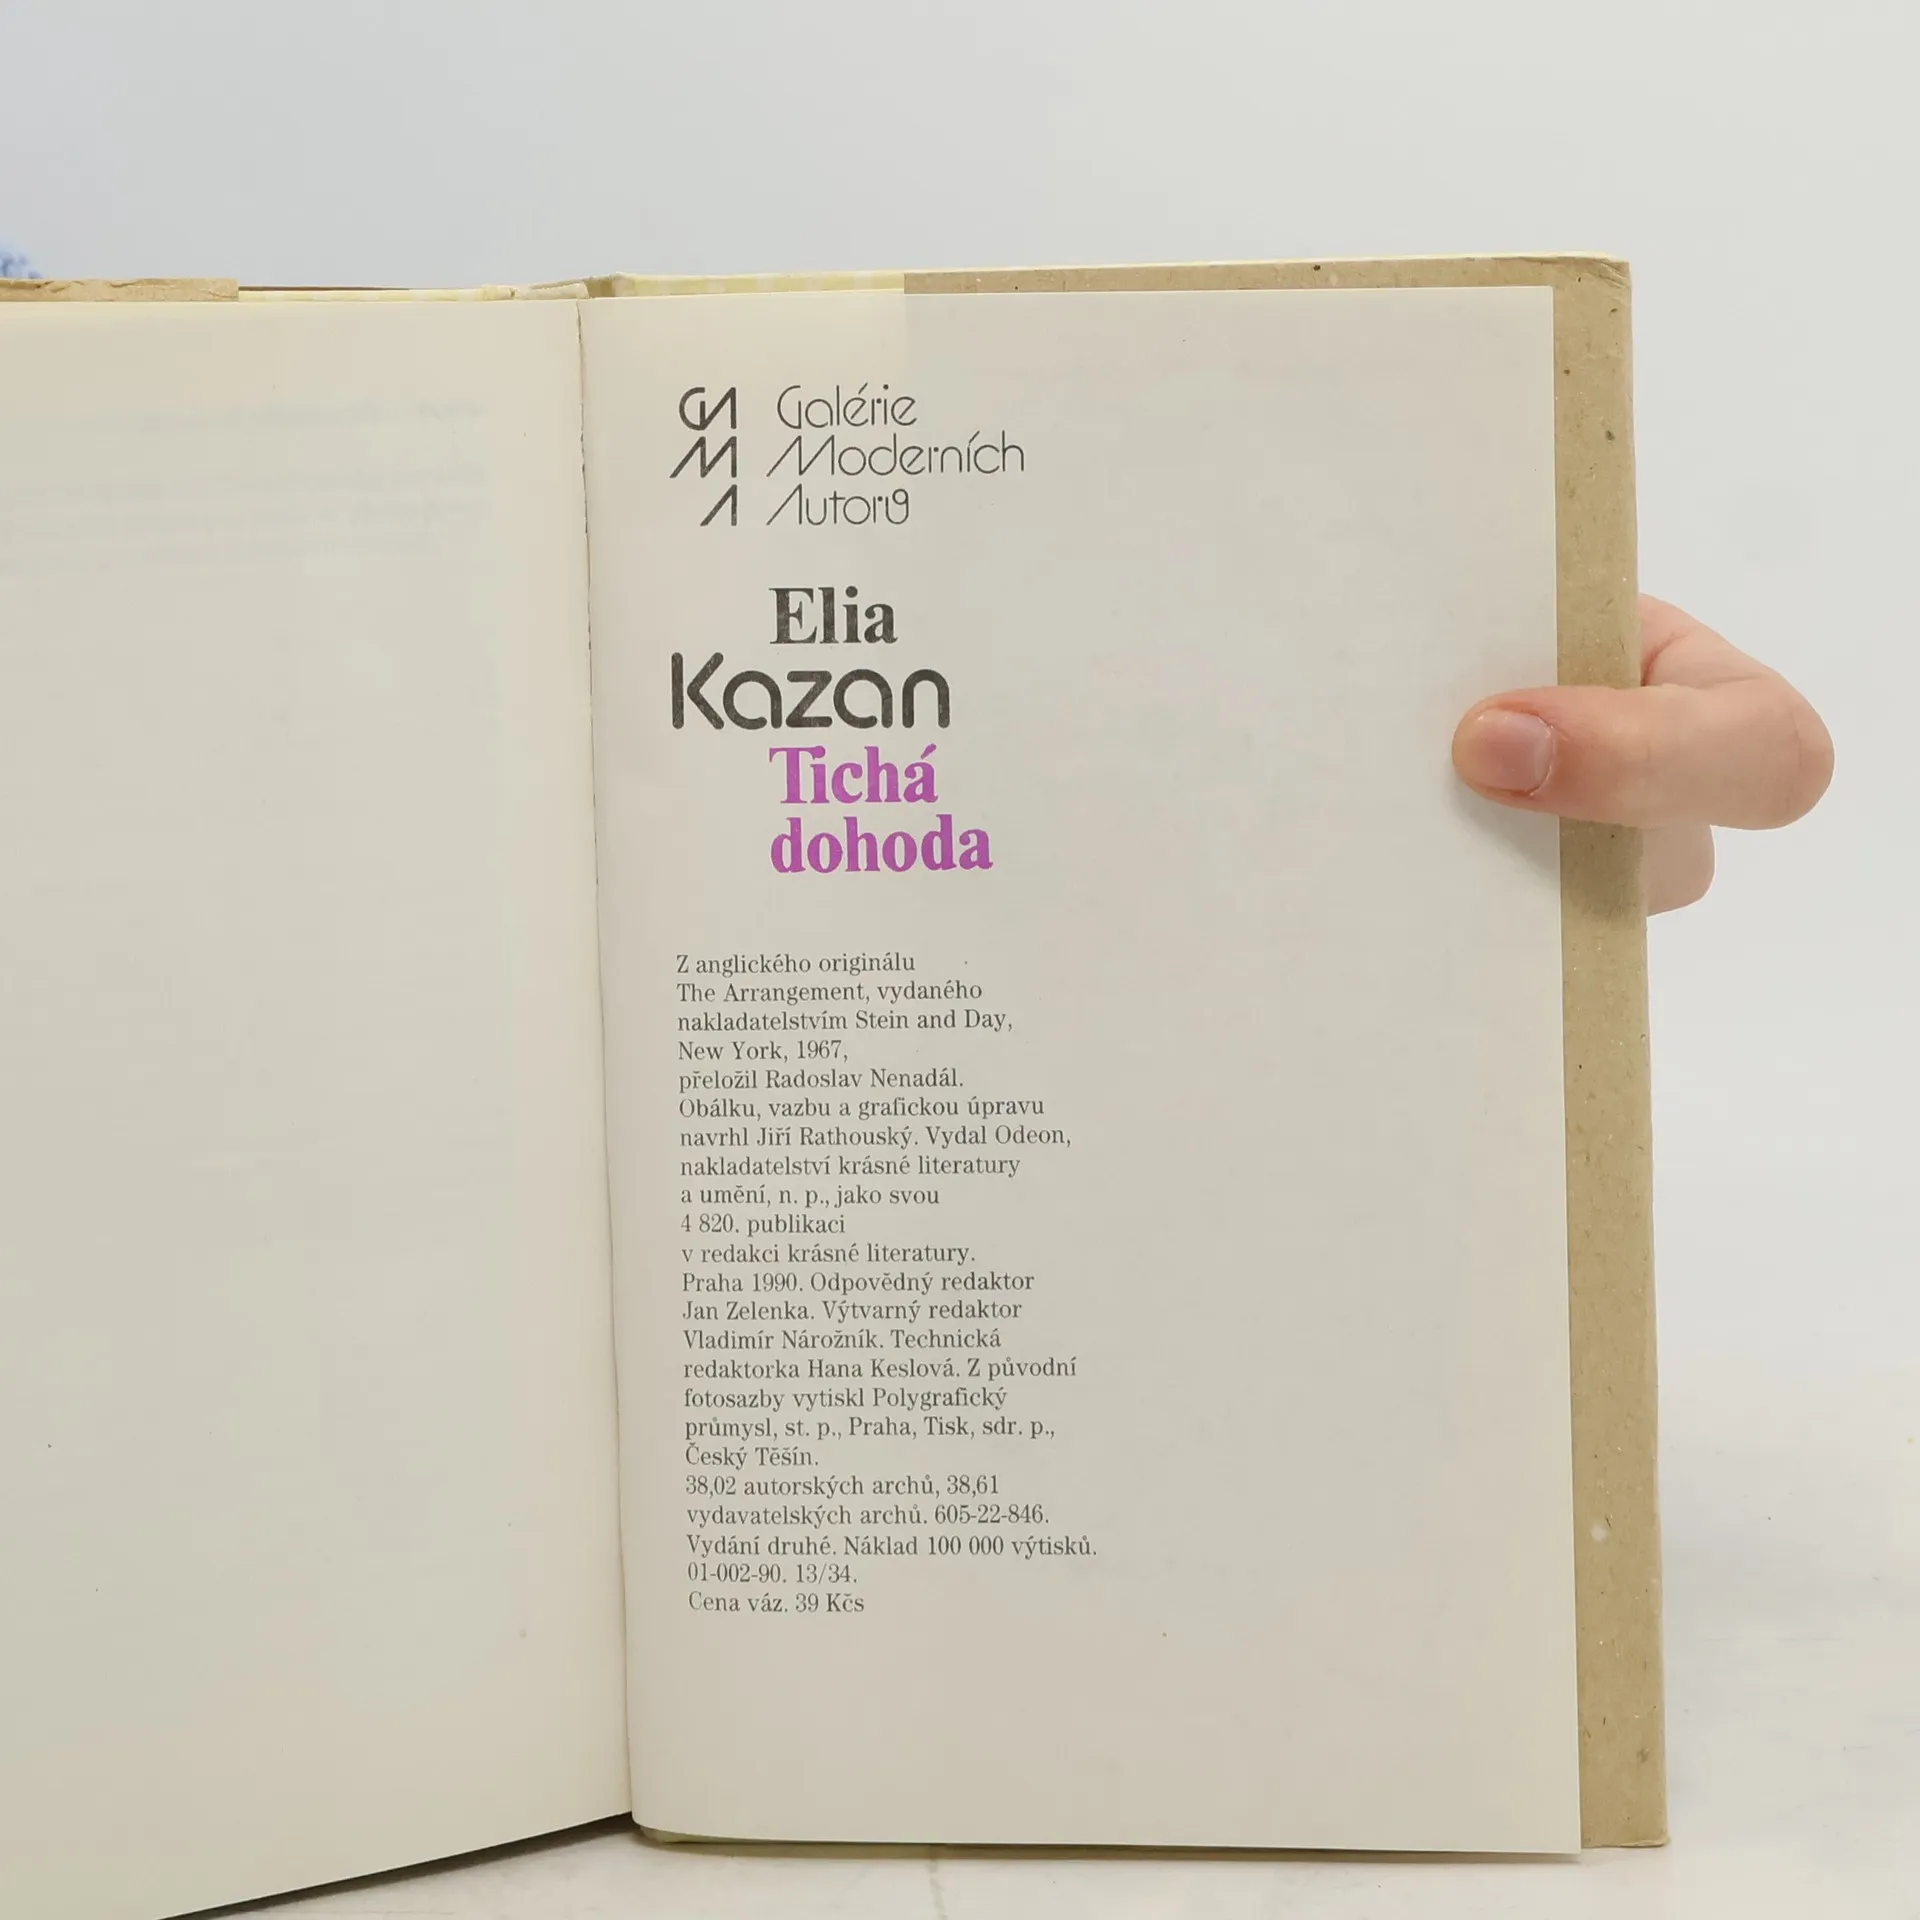 GMA
Galérie
Moderních
Autorů
Elia
Kazan
Tichá
dohoda
Z anglického originálu
The Arrangement, vydaného
nakladatelstvím Stein and Day,
New York, 1967,
přeložil Radoslav Nenadál.
Obálku, vazbu a grafickou úpravu
navrhl Jiří Rathouský. Vydal Odeon,
nakladatelství krásné literatury
a umění, n. p., jako svou
4 820. publikaci
v redakci krásné literatury.
Praha 1990. Odpovědný redaktor
Jan Zelenka. Výtvarný redaktor
Vladimír Nárožník. Technická
redaktorka Hana Keslová. Z původní
fotosazby vytiskl Polygrafický
průmysl, st. p., Praha, Tisk, sdr. p.,
Český Těšín.
38,02 autorských archů, 38,61
vydavatelských archů. 605-22-846.
Vydání druhé. Náklad 100 000 výtisků.
01-002-90. 13/34.
Cena váz. 39 Kčs